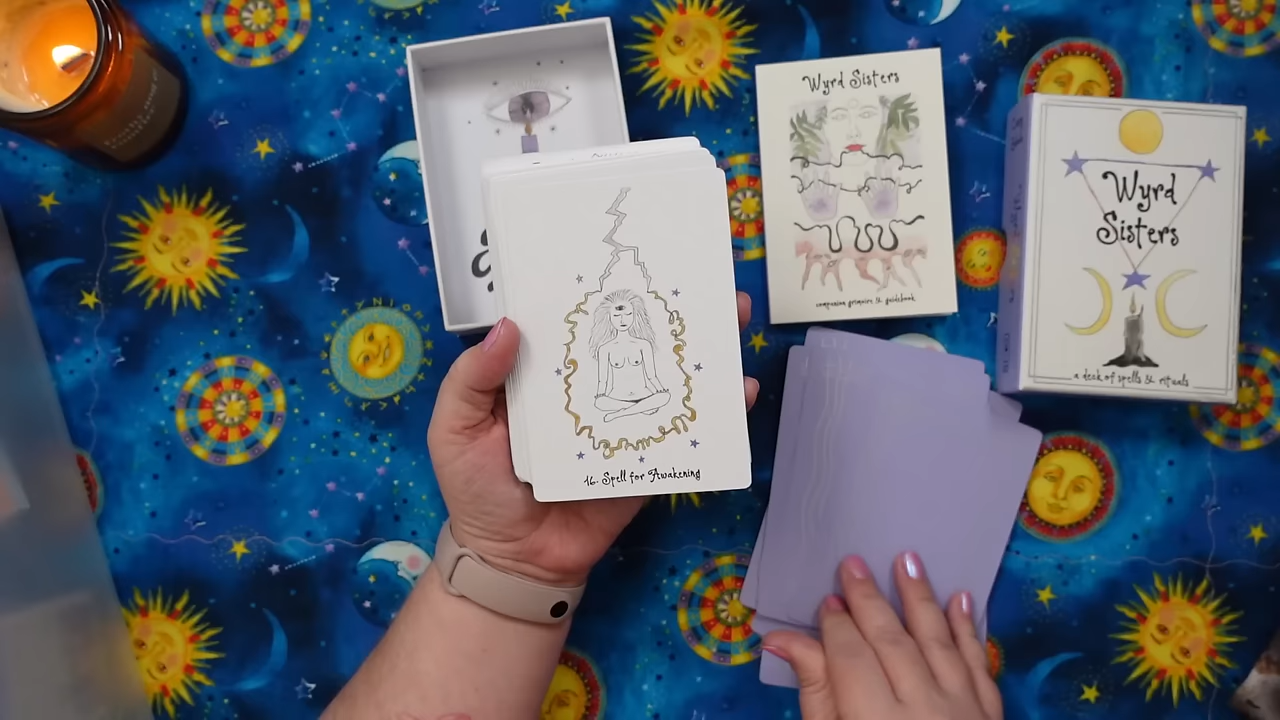 Wyrd Sisters
companion grimoire & guidebook
Wyrd
Sisters
a deck of spells & rituals
16. Spell for Awakening